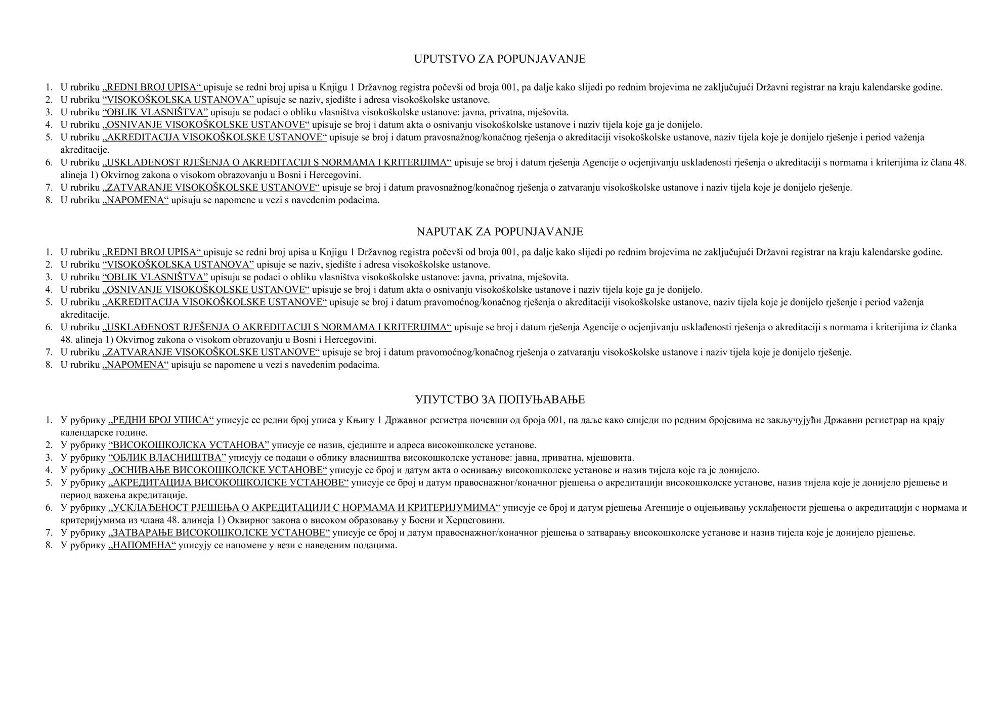 UPUTSTVO ZA POPUNJAVANJE
1. U rubriku „REDNI BROJ UPISA“ upisuje se redni broj upisa u Knjigu 1 Državnog registra počevši od broja 001, pa dalje kako slijedi po rednim brojevima ne zaključujući Državni registrar na kraju kalendarske godine.
2. U rubriku “VISOKOŠKOLSKA USTANOVA” upisuje se naziv, sjedište i adresa visokoškolske ustanove.
3. U rubriku “OBLIK VLASNIŠTVA” upisuju se podaci o obliku vlasništva visokoškolske ustanove: javna, privatna, mješovita.
4. U rubriku „OSNIVANJE VISOKOŠKOLSKE USTANOVE“ upisuje se broj i datum akta o osnivanju visokoškolske ustanove i naziv tijela koje ga je donijelo.
5. U rubriku „AKREDITACIJA VISOKOŠKOLSKE USTANOVE“ upisuje se broj i datum pravosnažnog/konačnog rješenja o akreditaciji visokoškolske ustanove, naziv tijela koje je donijelo rješenje i period važenja
akreditacije.
6. U rubriku „USKLAĐENOST RJEŠENJA O AKREDITACIJI S NORMAMA I KRITERIJIMA“ upisuje se broj i datum rješenja Agencije o ocjenjivanju usklađenosti rješenja o akreditaciji s normama i kriterijima iz člana 48.
alineja 1) Okvirnog zakona o visokom obrazovanju u Bosni i Hercegovini.
7. U rubriku „ZATVARANJE VISOKOŠKOLSKE USTANOVE“ upisuje se broj i datum pravosnažnog/konačnog rješenja o zatvaranju visokoškolske ustanove i naziv tijela koje je donijelo rješenje.
8. U rubriku „NAPOMENA“ upisuju se napomene u vezi s navedenim podacima.
NAPUTAK ZA POPUNJAVANJE
1. U rubriku „REDNI BROJ UPISA“ upisuje se redni broj upisa u Knjigu 1 Državnog registra počevši od broja 001, pa dalje kako slijedi po rednim brojevima ne zaključujući Državni registrar na kraju kalendarske godine.
2. U rubriku “VISOKOŠKOLSKA USTANOVA” upisuje se naziv, sjedište i adresa visokoškolske ustanove.
3. U rubriku “OBLIK VLASNIŠTVA” upisuju se podaci o obliku vlasništva visokoškolske ustanove: javna, privatna, mješovita.
4. U rubriku „OSNIVANJE VISOKOŠKOLSKE USTANOVE“ upisuje se broj i datum akta o osnivanju visokoškolske ustanove i naziv tijela koje ga je donijelo.
5. U rubriku „AKREDITACIJA VISOKOŠKOLSKE USTANOVE“ upisuje se broj i datum pravomoćnog/konačnog rješenja o akreditaciji visokoškolske ustanove, naziv tijela koje je donijelo rješenje i period važenja
akreditacije.
6. U rubriku „USKLAĐENOST RJEŠENJA O AKREDITACIJI S NORMAMA I KRITERIJIMA“ upisuje se broj i datum rješenja Agencije o ocjenjivanju usklađenosti rješenja o akreditaciji s normama i kriterijima iz članka
48. alineja 1) Okvirnog zakona o visokom obrazovanju u Bosni i Hercegovini.
7. U rubriku „ZATVARANJE VISOKOŠKOLSKE USTANOVE“ upisuje se broj i datum pravomoćnog/konačnog rješenja o zatvaranju visokoškolske ustanove i naziv tijela koje je donijelo rješenje.
8. U rubriku „NAPOMENA“ upisuju se napomene u vezi s navedenim podacima.
УПУТСТВО ЗА ПОПУЊАВАЊЕ
1. У рубрику „РЕДНИ БРОЈ УПИСА“ уписује се редни број уписа у Књигу 1 Државног регистра почевши од броја 001, па даље како слиједи по редним бројевима не закључујући Државни регистрар на крају
календарске године.
2. У рубрику “ВИСОКОШКОЛСКА УСТАНОВА” уписује се назив, сједиште и адреса високошколске установе.
3. У рубрику “ОБЛИК ВЛАСНИШТВА” уписују се подаци о облику власништва високошколске установе: јавна, приватна, мјешовита.
4. У рубрику „ОСНИВАЊЕ ВИСОКОШКОЛСКЕ УСТАНОВЕ“ уписује се број и датум акта о оснивању високошколске установе и назив тијела које га је донијело.
5. У рубрику „АКРЕДИТАЦИЈА ВИСОКОШКОЛСКЕ УСТАНОВЕ“ уписује се број и датум правоснажног/коначног рјешења о акредитацији високошколске установе, назив тијела које је донијело рјешење и
период важења акредитације.
6. У рубрику „УСКЛАЂЕНОСТ РЈЕШЕЊА О АКРЕДИТАЦИЈИ С НОРМАМА И КРИТЕРИЈУМИМА“ уписује се број и датум рјешења Агенције о оцјењивању усклађености рјешења о акредитацији с нормама и
критеријумима из члана 48. алинеја 1) Оквирног закона о високом образовању у Босни и Херцеговини.
7. У рубрику „ЗАТВАРАЊЕ ВИСОКОШКОЛСКЕ УСТАНОВЕ“ уписује се број и датум правоснажног/коначног рјешења о затварању високошколске установе и назив тијела које је донијело рјешење.
8. У рубрику „НАПОМЕНА“ уписују се напомене у вези с наведеним подацима.